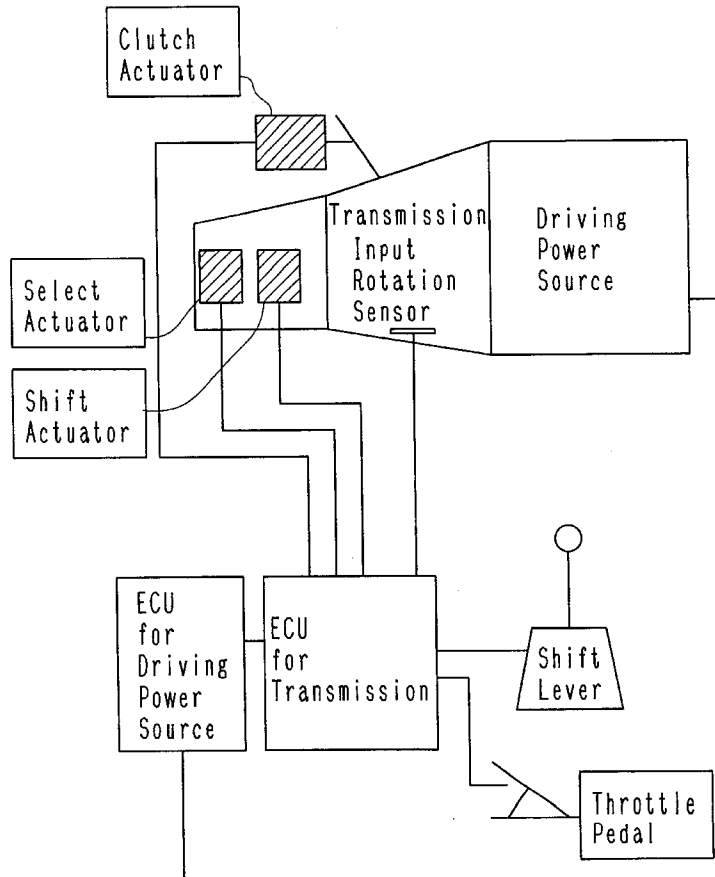 Clutch
Actuator
Transmission
Input
Rotation
Sensor
Driving
Power
Source
Select
Actuator
Shift
Actuator
ECU
for
Driving
Power
Source
ECU
for
Transmission
Shift
Lever
Throttle
Pedal